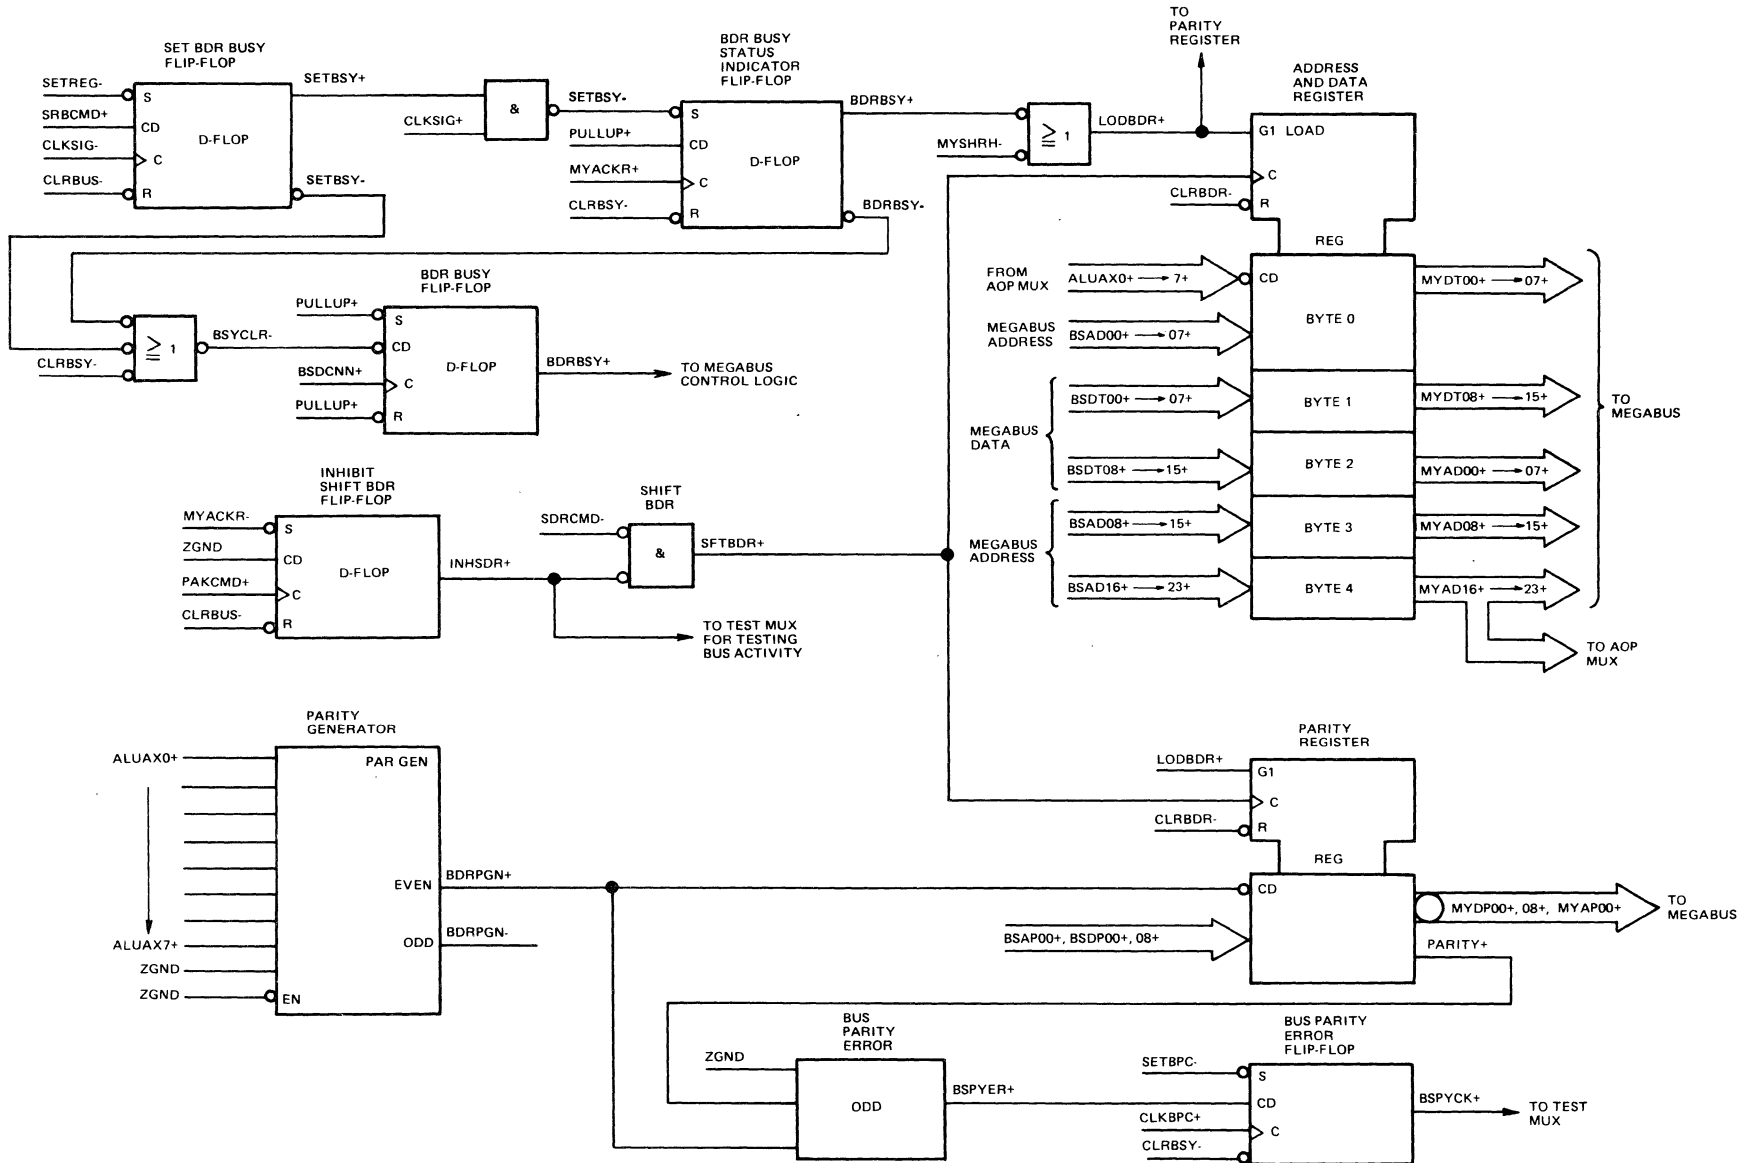 SET BDR BUSY
FLIP-FLOP
SETREG-
SRBCMD+
CLKSIG-
CLRBUS-
S
CD
C
R
D-FLOP
SETBSY+
SETBSY-
CLKSIG+
&
SETBSY-
BDR BUSY
STATUS
INDICATOR
FLIP-FLOP
PULLUP+
MYACKR+
CLRBSY-
S
CD
C
R
D-FLOP
BDRBSY+
BDRBSY-
MYSHRH-
≧ 1
LODBDR+
TO
PARITY
REGISTER
ADDRESS
AND DATA
REGISTER
G1 LOAD
C
R
CLRBDR-
REG
FROM
AOP MUX
ALUAX0+ → 7+
CD
BYTE 0
MYDT00+ → 07+
MEGABUS
ADDRESS
BSAD00+ → 07+
MEGABUS
DATA
BSDT00+ → 07+
BYTE 1
MYDT08+ → 15+
BSDT08+ → 15+
BYTE 2
MYAD00+ → 07+
MEGABUS
ADDRESS
BSAD08+ → 15+
BYTE 3
MYAD08+ → 15+
BSAD16+ → 23+
BYTE 4
MYAD16+ → 23+
TO
MEGABUS
TO AOP
MUX
CLRBSY-
≧ 1
BSYCLR-
BDR BUSY
FLIP-FLOP
PULLUP+
BSDCNN+
PULLUP+
S
CD
C
R
D-FLOP
BDRBSY+
TO MEGABUS
CONTROL LOGIC
INHIBIT
SHIFT BDR
FLIP-FLOP
MYACKR-
ZGND
PAKCMD+
CLRBUS-
S
CD
C
R
D-FLOP
INHSDR+
SDRCMD-
SHIFT
BDR
&
SFTBDR+
TO TEST MUX
FOR TESTING
BUS ACTIVITY
PARITY
GENERATOR
PAR GEN
ALUAX0+
ALUAX7+
ZGND
ZGND
EN
EVEN
ODD
BDRPGN+
BDRPGN-
PARITY
REGISTER
LODBDR+
G1
C
CLRBDR-
R
REG
CD
BSAP00+, BSDP00+, 08+
MYDP00+, 08+, MYAP00+
TO
MEGABUS
PARITY+
BUS
PARITY
ERROR
ZGND
ODD
BSPYER+
BUS PARITY
ERROR
FLIP-FLOP
SETBPC-
CLKBPC+
CLRBSY-
S
CD
C
BSPYCK+
TO TEST
MUX